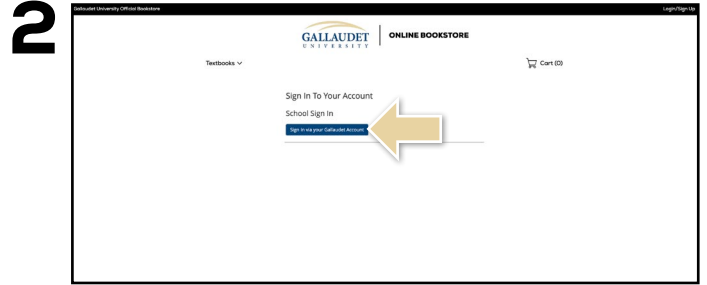 2
Gallaudet University Official Bookstore
Login/Sign Up
GALLAUDET
UNIVERSITY
ONLINE BOOKSTORE
Textbooks
Cart (0)
Sign In To Your Account
School Sign In
Sign in via your Gallaudet Account